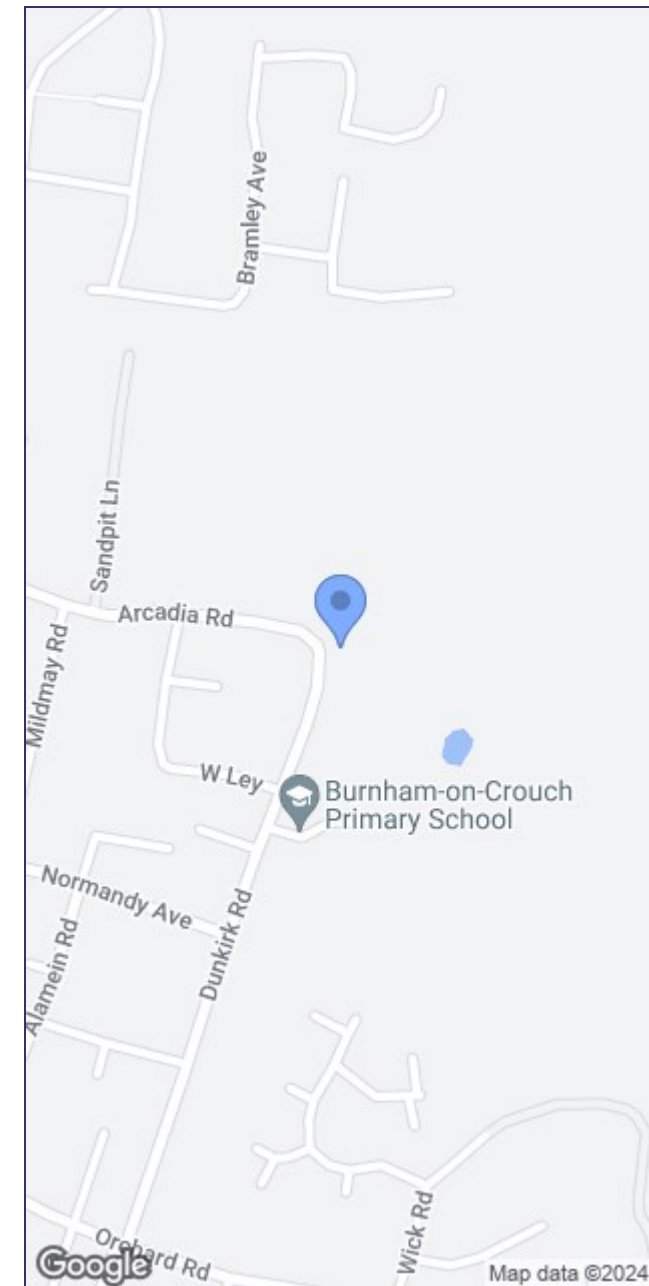 Bramley Ave
Sandpit Ln
Arcadia Rd
Mildmay Rd
W Ley
Burnham-on-Crouch
Primary School
Normandy Ave
Dunkirk Rd
Alamein Rd
Orchard Rd
Wick Rd
Google
Map data ©2024